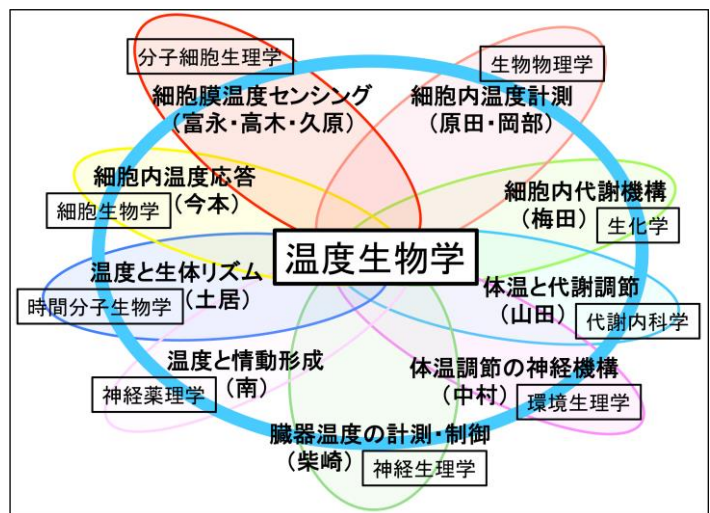 分子細胞生理学
細胞膜温度センシング
(富永・高木・久原)
生物物理学
細胞内温度計測
(原田・岡部)
細胞内温度応答
(今本)
細胞生物学
細胞内代謝機構
(梅田)
生化学
温度生物学
温度と生体リズム
(土居)
時間分子生物学
体温と代謝調節
(山田)
代謝内科学
温度と情動形成
(南)
神経薬理学
体温調節の神経機構
(中村)
環境生理学
臓器温度の計測・制御
(柴崎)
神経生理学